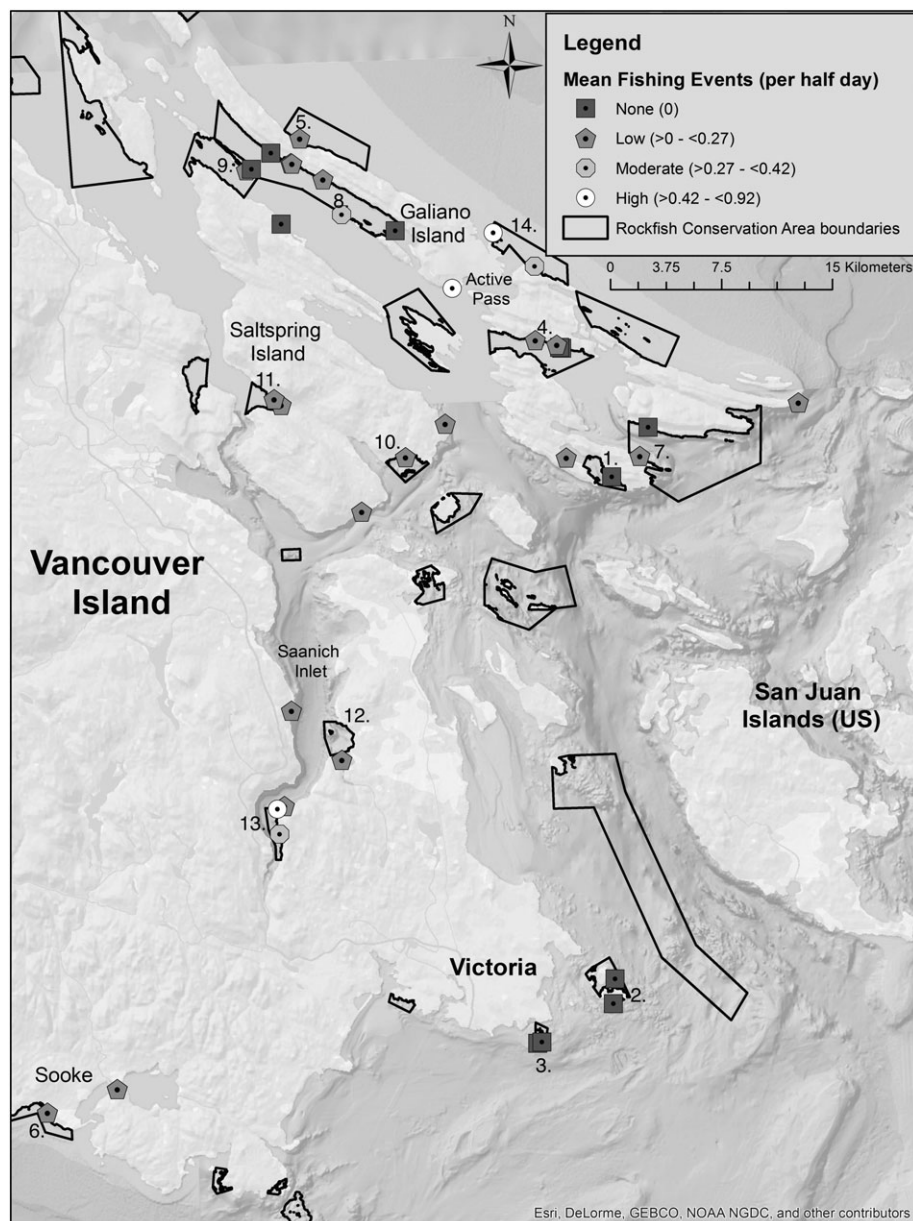 N
Legend
Mean Fishing Events (per half day)
None (0)
Low (>0 - <0.27)
Moderate (>0.27 - <0.42)
High (>0.42 - <0.92)
Rockfish Conservation Area boundaries
0 3.75 7.5 15 Kilometers
5.
9.
8.
Galiano
Island
14.
Active
Pass
4.
Saltspring
Island
11.
10.
1.
7.
Vancouver
Island
Saanich
Inlet
San Juan
Islands (US)
12.
13.
Victoria
2.
3.
Sooke
6.
Esri, DeLorme, GEBCO, NOAA NGDC, and other contributors